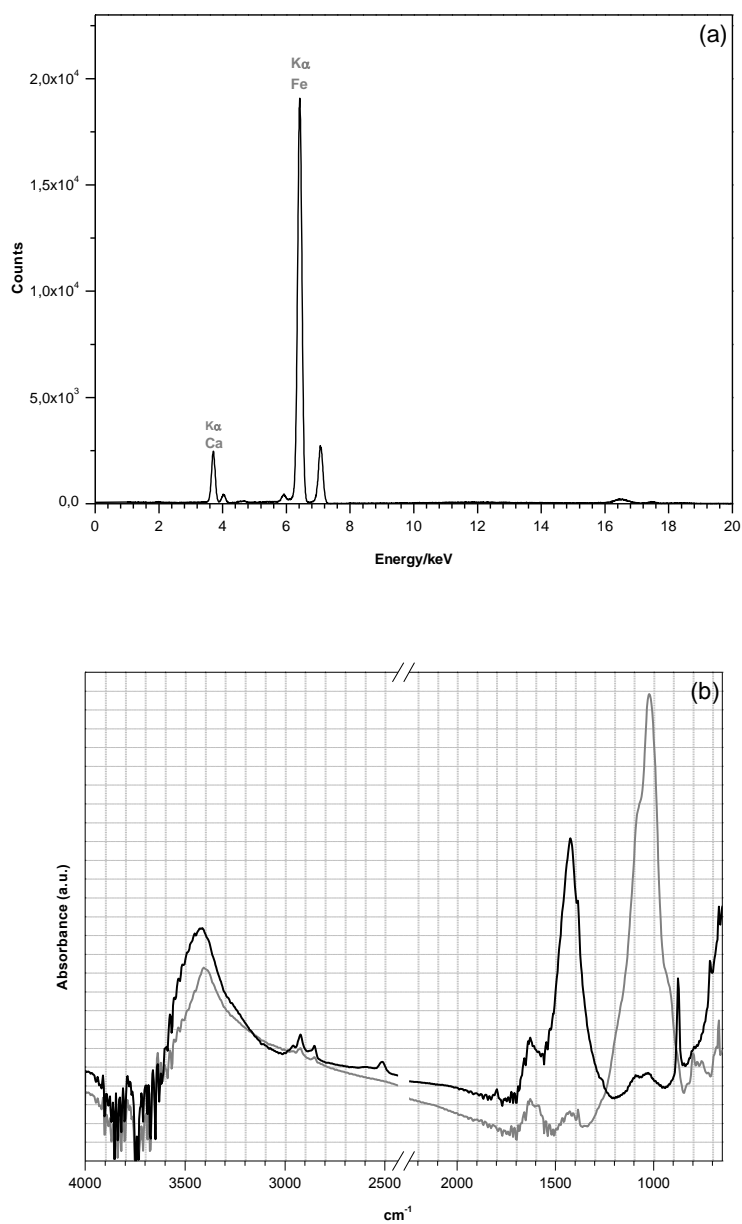 (a)
2,0x10⁴
1,5x10⁴
1,0x10⁴
5,0x10³
0,0
Kα
Fe
Kα
Ca
Counts
0 2 4 6 8 10 12 14 16 18 20
Energy/keV
(b)
Absorbance (a.u.)
4000 3500 3000 2500 2000 1500 1000
cm⁻¹